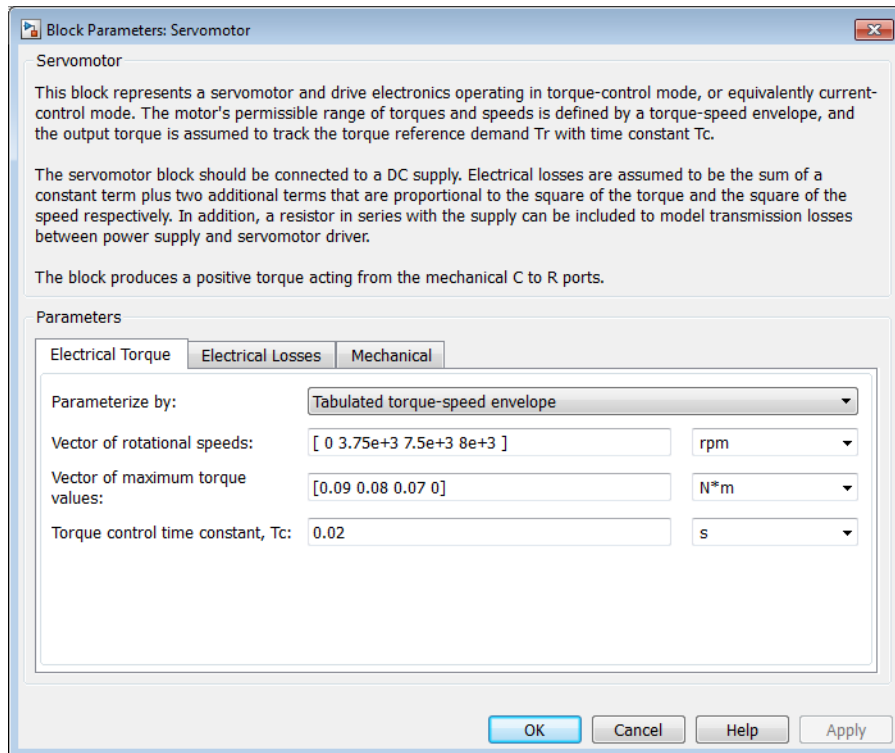 Block Parameters: Servomotor
Servomotor
This block represents a servomotor and drive electronics operating in torque-control mode, or equivalently current-
control mode. The motor's permissible range of torques and speeds is defined by a torque-speed envelope, and
the output torque is assumed to track the torque reference demand Tr with time constant Tc.
The servomotor block should be connected to a DC supply. Electrical losses are assumed to be the sum of a
constant term plus two additional terms that are proportional to the square of the torque and the square of the
speed respectively. In addition, a resistor in series with the supply can be included to model transmission losses
between power supply and servomotor driver.
The block produces a positive torque acting from the mechanical C to R ports.
Parameters
Electrical Torque Electrical Losses Mechanical
Parameterize by: Tabulated torque-speed envelope
Vector of rotational speeds: [ 0 3.75e+3 7.5e+3 8e+3 ] rpm
Vector of maximum torque
values: [0.09 0.08 0.07 0] N*m
Torque control time constant, Tc: 0.02 s
OK Cancel Help Apply